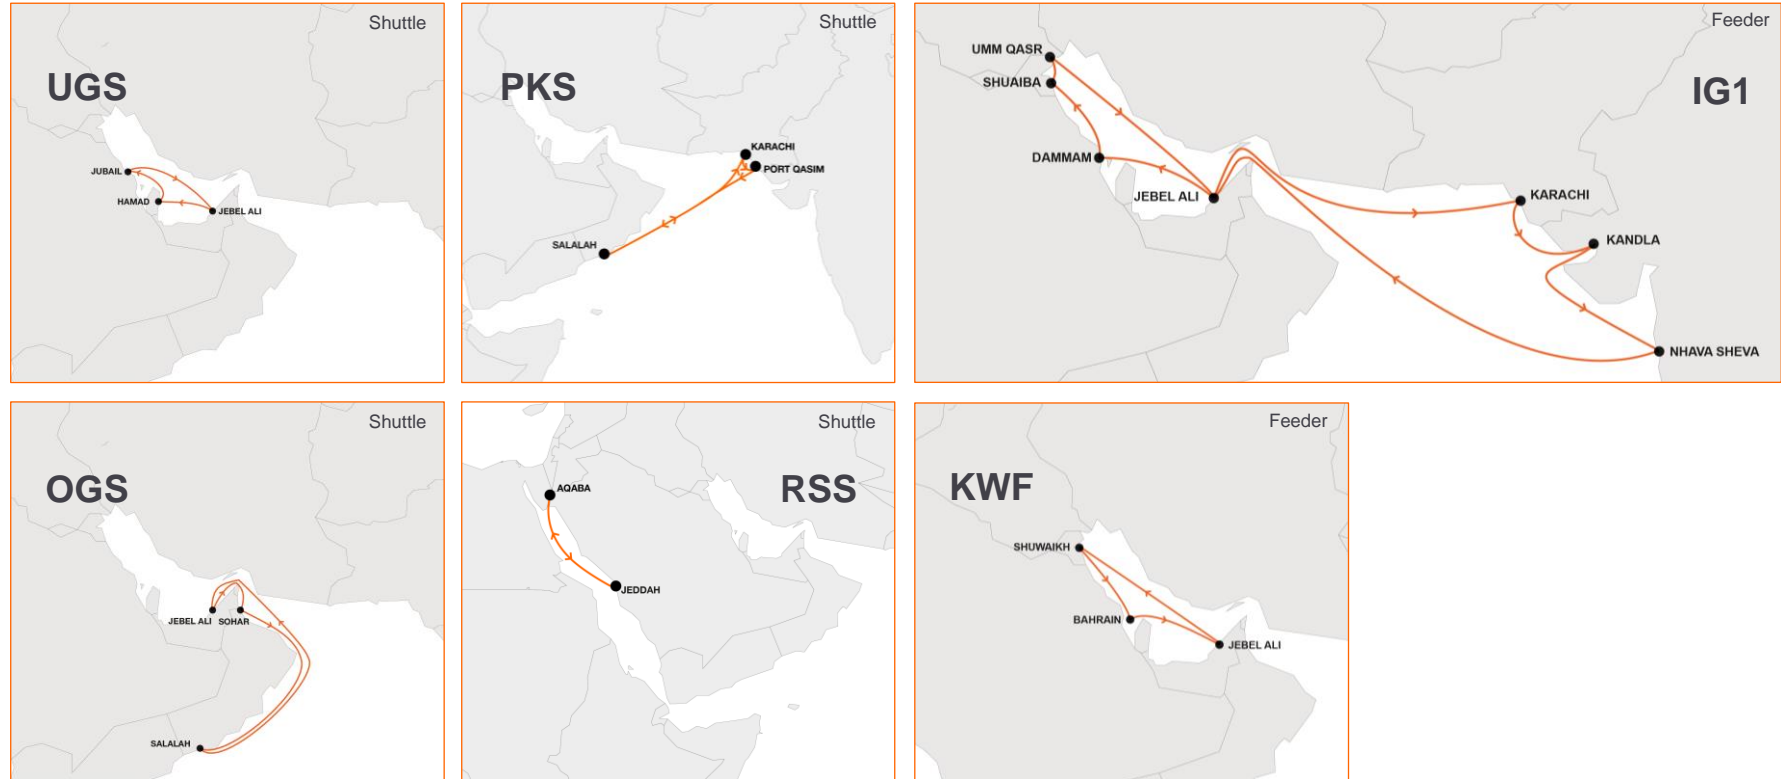 Shuttle
UGS
JUBAIL
HAMAD
JEBEL ALI
Shuttle
PKS
KARACHI
PORT QASIM
SALALAH
Feeder
IG1
UMM QASR
SHUAIBA
DAMMAM
JEBEL ALI
KARACHI
KANDLA
NHAVA SHEVA
Shuttle
OGS
JEBEL ALI SOHAR
SALALAH
Shuttle
RSS
AQABA
JEDDAH
Feeder
KWF
SHUWAIKH
BAHRAIN
JEBEL ALI